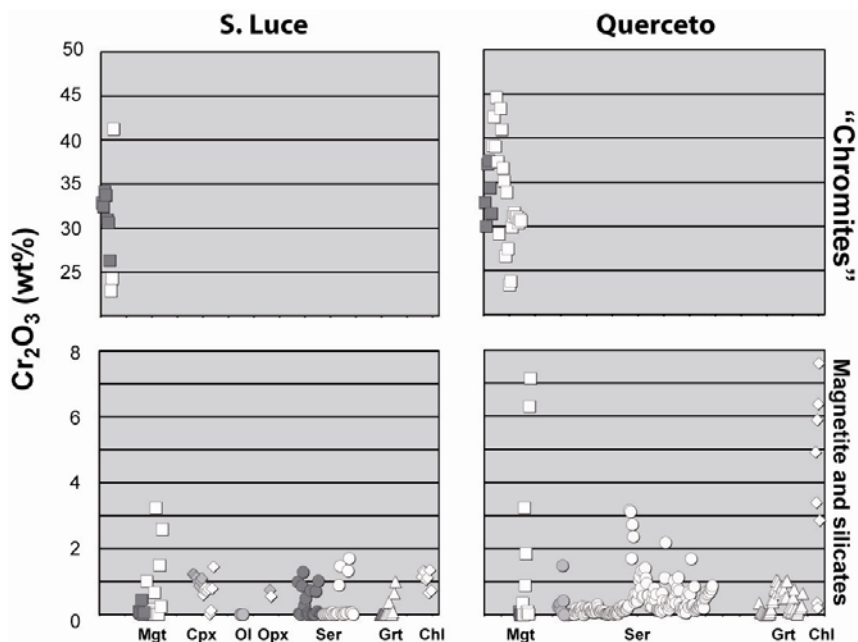 S. Luce
Querceto
50
45
40
35
30
25
"Chromites"
Cr2O3 (wt%)
8
6
4
2
0
Magnetite and silicates
Mgt Cpx Ol Opx Ser Grt Chl
Mgt Ser Grt Chl